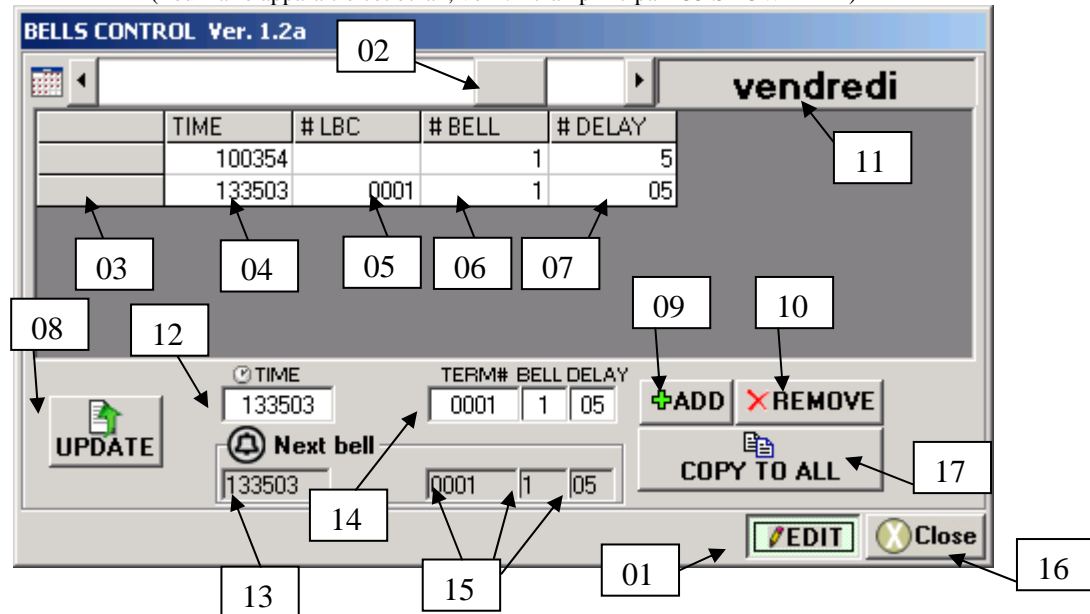 BELLS CONTROL Ver. 1.2a
02
vendredi
11
TIME # LBC # BELL # DELAY
100354 1 5
133503 0001 1 05
03 04 05 06 07
08 12 09 10
TIME TERM# BELL DELAY
133503 0001 1 05
ADD REMOVE
UPDATE
Next bell
133503 0001 1 05
COPY TO ALL
17
14
EDIT Close
13 15 01 16